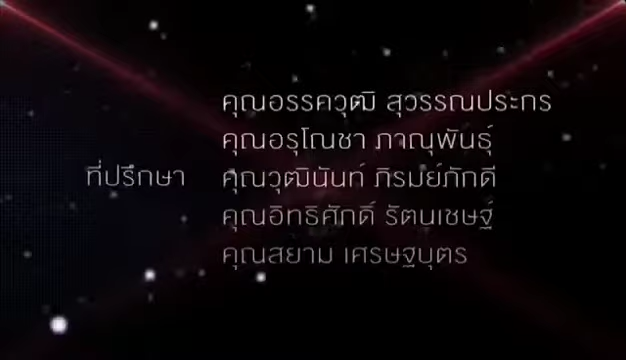 คุณอรรควุฒิ สุวรรณประกร
คุณอรุโณชา ภาณุพันธุ์
ที่ปรึกษา คุณวุฒินันท์ ภิรมย์ภักดี
คุณอิทธิศักดิ์ รัตนเชษฐ์
คุณสยาม เศรษฐบุตร